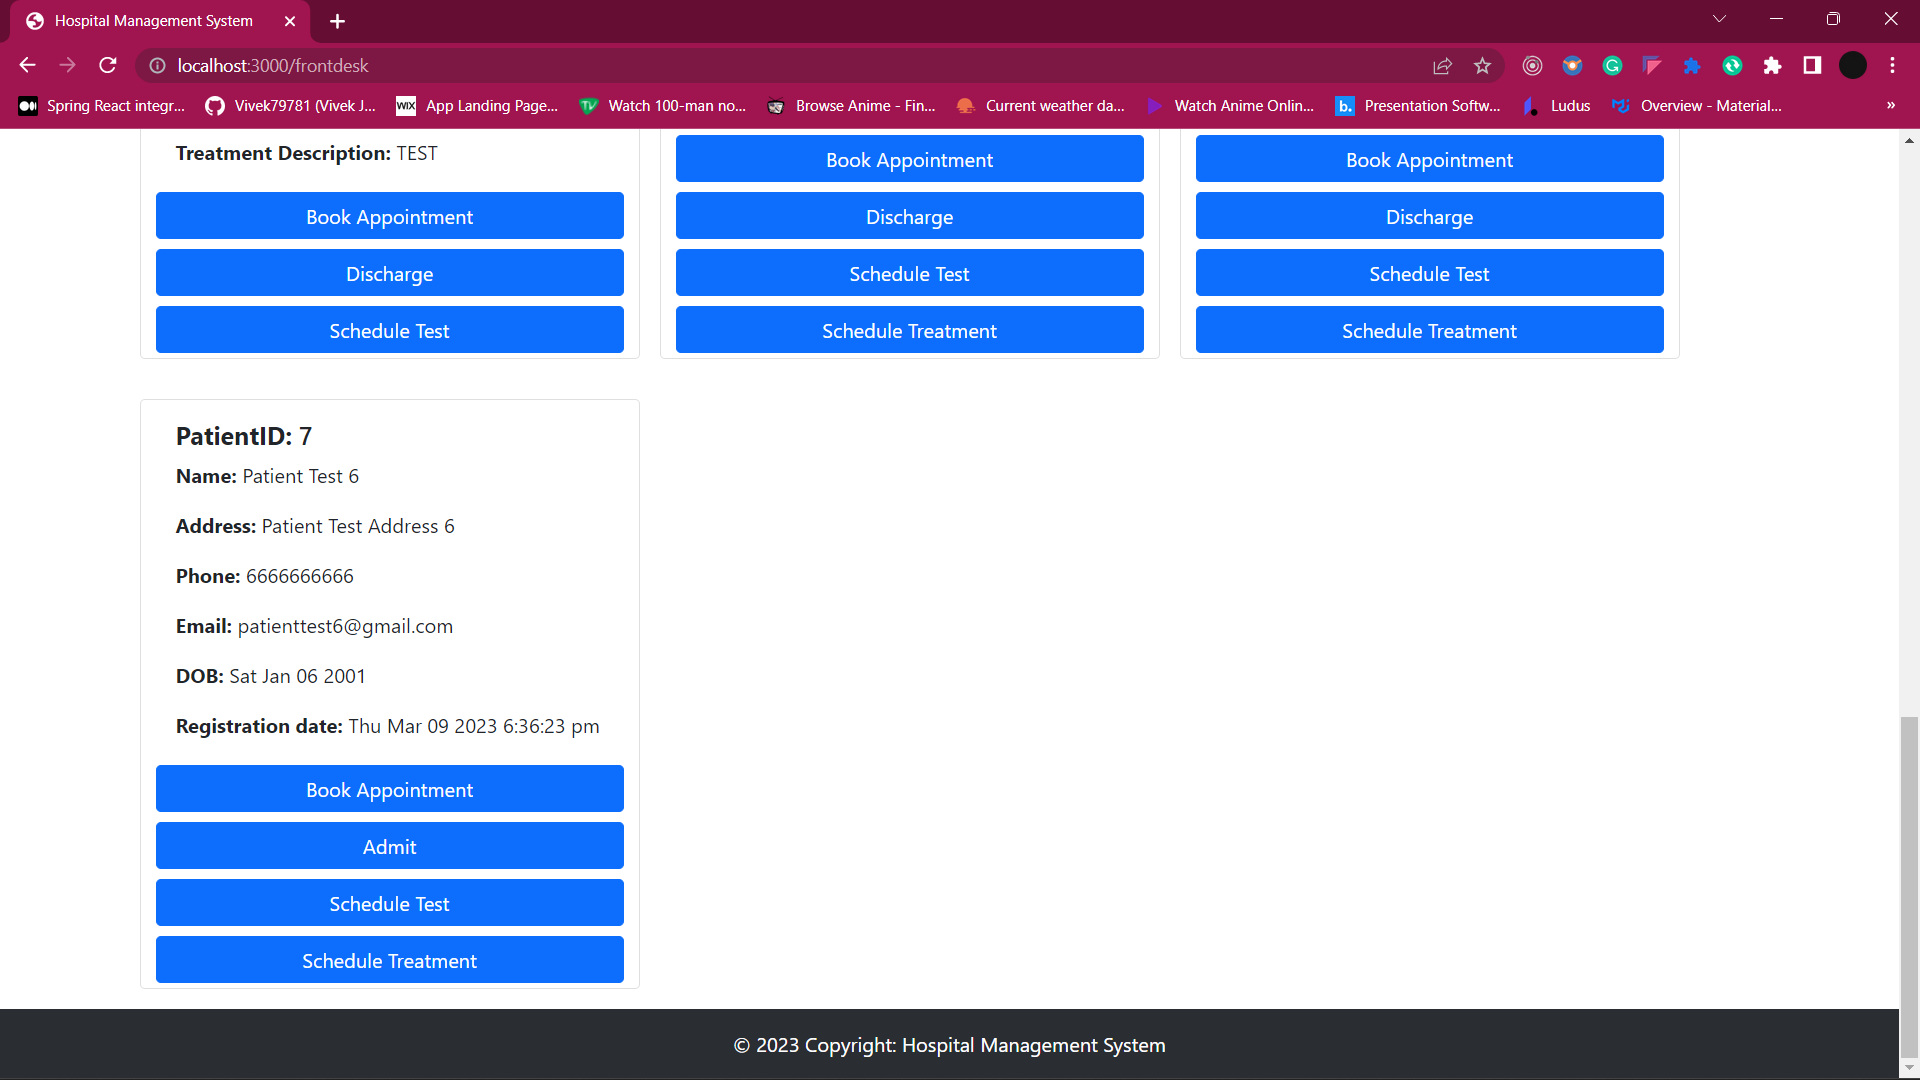 Hospital Management System
localhost:3000/frontdesk
Spring React integr...
Vivek79781 (Vivek J...
WIX
App Landing Page...
TV
Watch 100-man no...
Browse Anime - Fin...
Current weather da...
Watch Anime Onlin...
b.
Presentation Softw...
Ludus
Overview - Material...
»
Treatment Description: TEST
Book Appointment
Discharge
Schedule Test
Book Appointment
Discharge
Schedule Test
Schedule Treatment
Book Appointment
Discharge
Schedule Test
Schedule Treatment
PatientID: 7
Name: Patient Test 6
Address: Patient Test Address 6
Phone: 6666666666
Email: patienttest6@gmail.com
DOB: Sat Jan 06 2001
Registration date: Thu Mar 09 2023 6:36:23 pm
Book Appointment
Admit
Schedule Test
Schedule Treatment
© 2023 Copyright: Hospital Management System